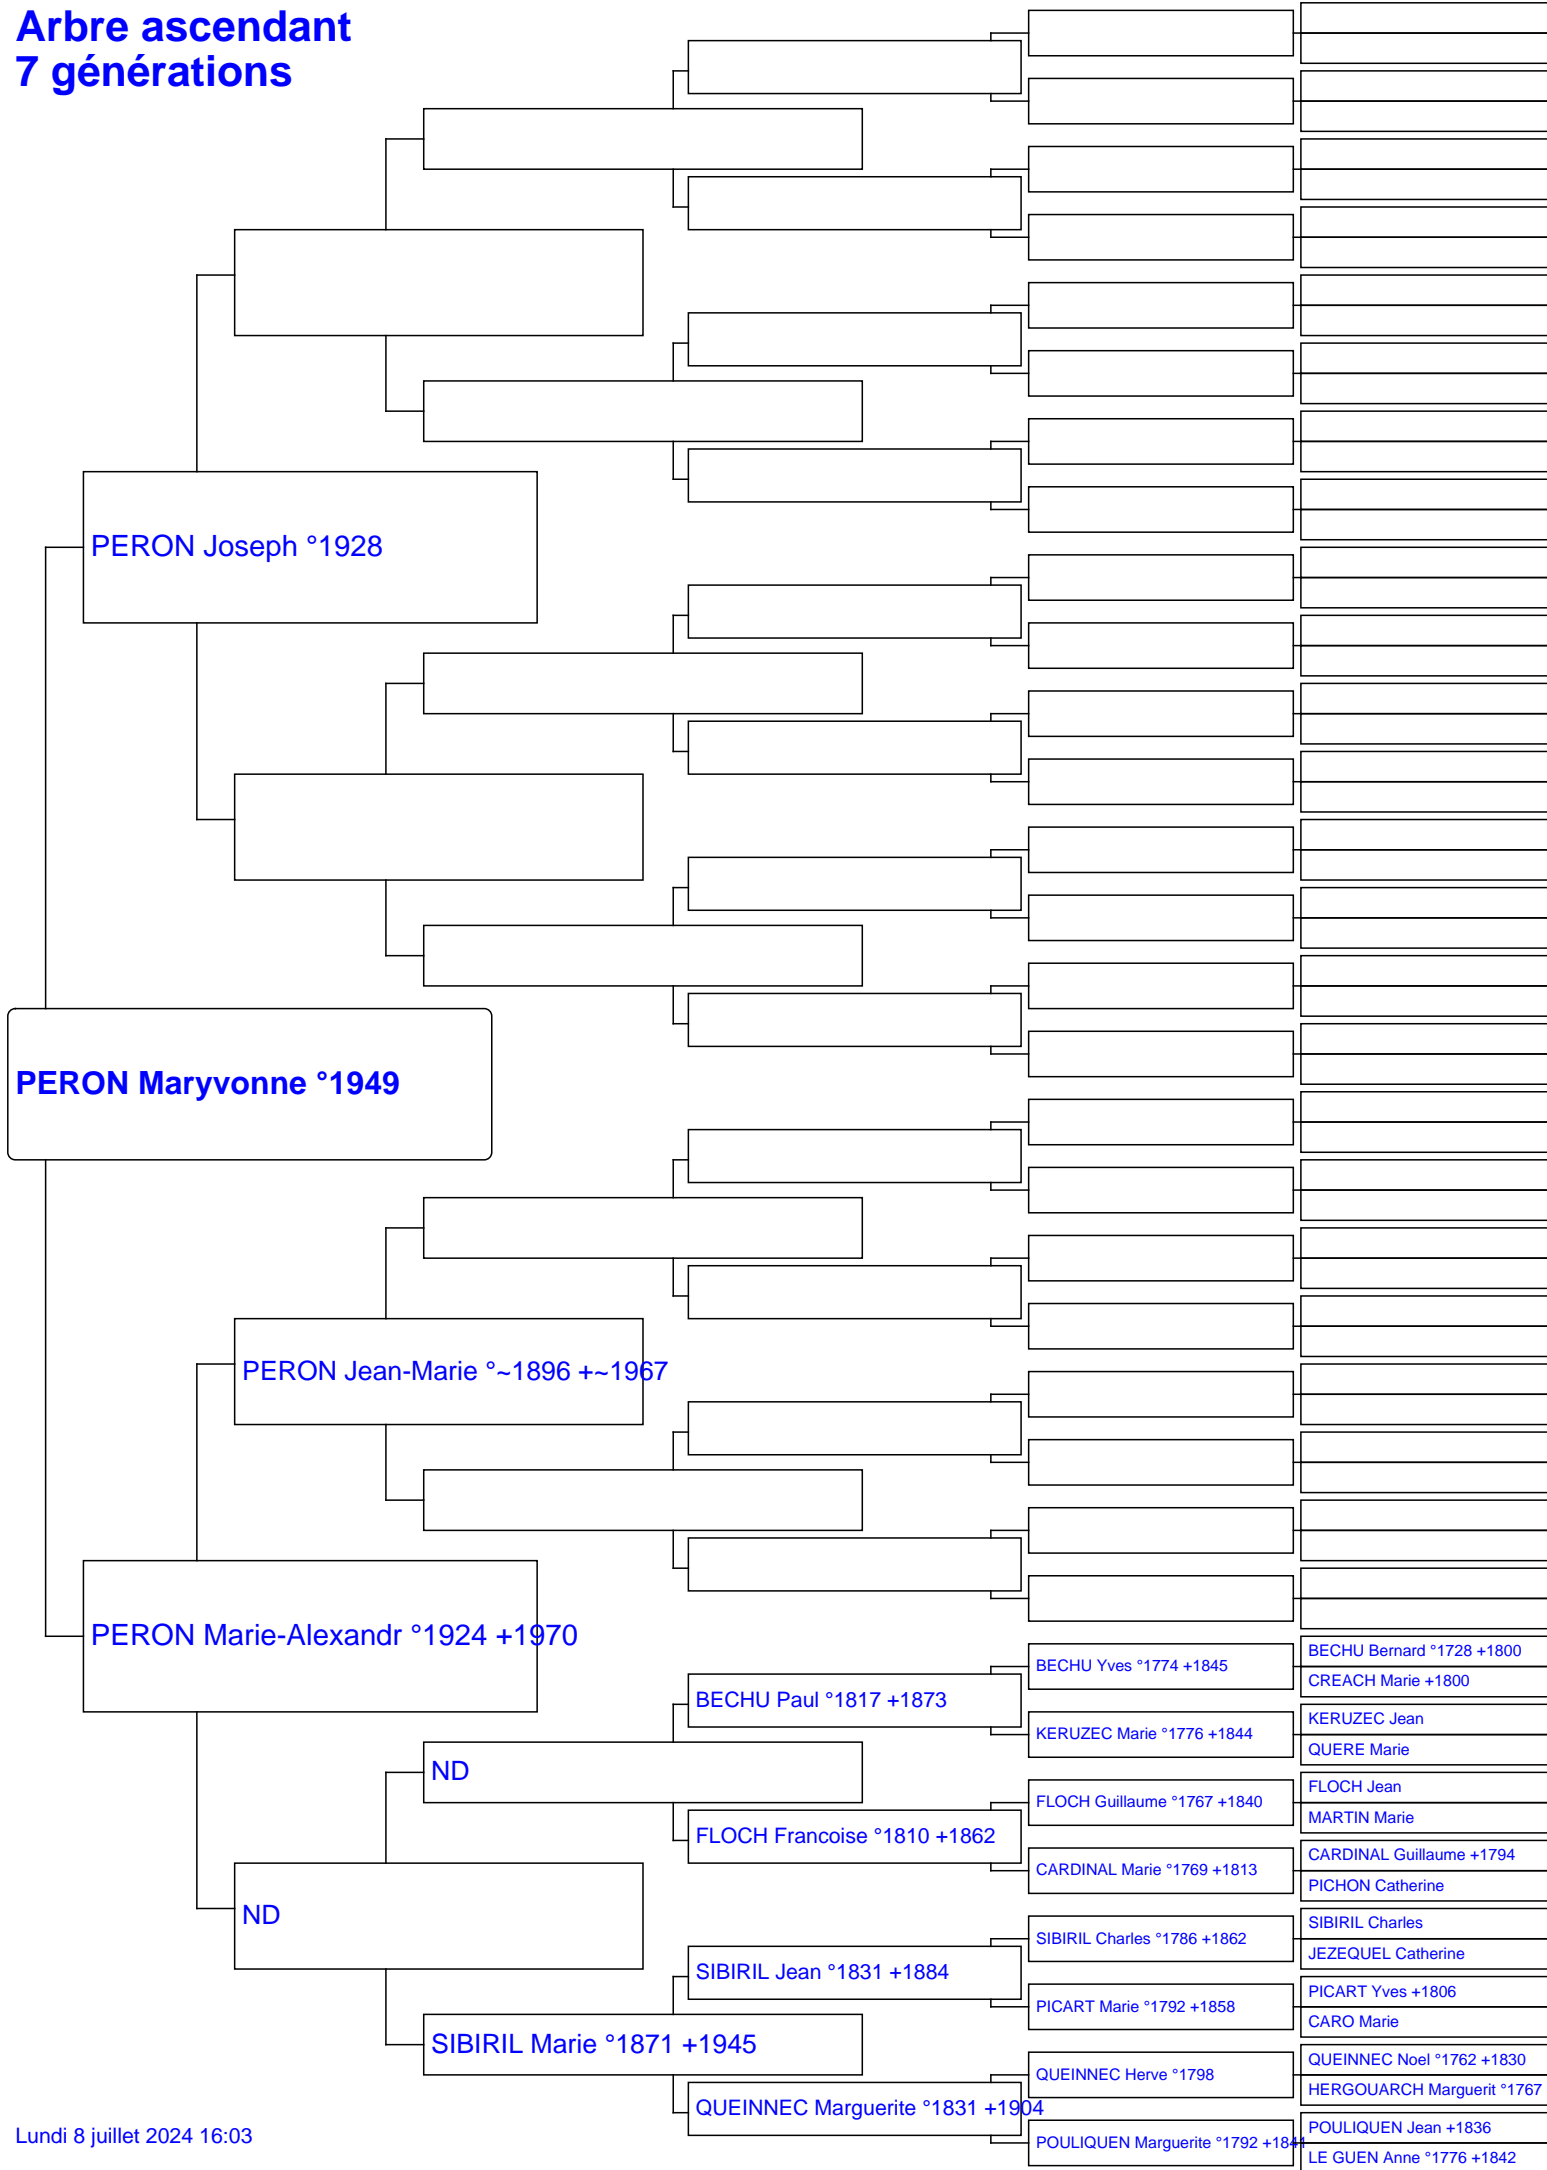 Arbre ascendant
7 générations
PERON Joseph °1928
PERON Maryvonne °1949
PERON Jean-Marie °~1896 +~1967
PERON Marie-Alexandr °1924 +1970
BECHU Bernard °1728 +1800
BECHU Yves °1774 +1845
CREACH Marie +1800
BECHU Paul °1817 +1873
KERUZEC Jean
KERUZEC Marie °1776 +1844
QUERE Marie
ND
FLOCH Jean
FLOCH Guillaume °1767 +1840
MARTIN Marie
FLOCH Francoise °1810 +1862
CARDINAL Guillaume +1794
CARDINAL Marie °1769 +1813
PICHON Catherine
ND
SIBIRIL Charles
SIBIRIL Charles °1786 +1862
JEZEQUEL Catherine
SIBIRIL Jean °1831 +1884
PICART Yves +1806
PICART Marie °1792 +1858
CARO Marie
SIBIRIL Marie °1871 +1945
QUEINNEC Noel °1762 +1830
QUEINNEC Herve °1798
HERGOUARCH Marguerit °1767
QUEINNEC Marguerite °1831 +1904
POULIQUEN Jean +1836
POULIQUEN Marguerite °1792 +1841
LE GUEN Anne °1776 +1842
Lundi 8 juillet 2024 16:03